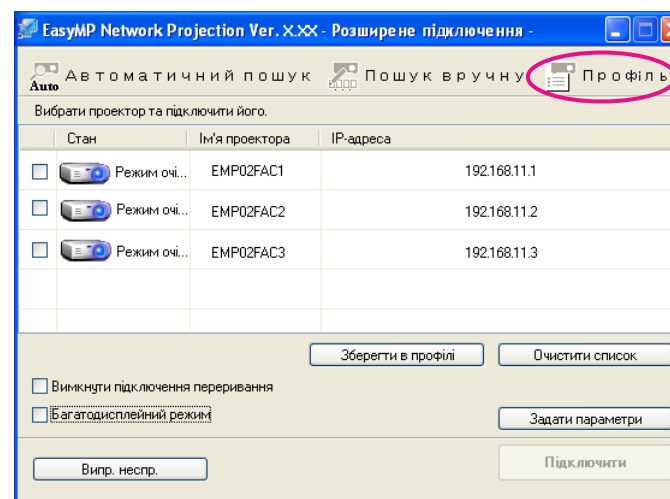 EasyMP Network Projection Ver. X.XX - Розширене підключення -
Auto Автоматичний пошук Пошук вручну Профіль
Вибрати проектор та підключити його.
Стан Ім'я проектора IP-адреса
Режим очі... EMP02FAC1 192.168.11.1
Режим очі... EMP02FAC2 192.168.11.2
Режим очі... EMP02FAC3 192.168.11.3
Зберегти в профілі Очистити список
Вимкнути підключення переривання
Багатодисплейний режим
Задати параметри
Випр. неспр. Підключити